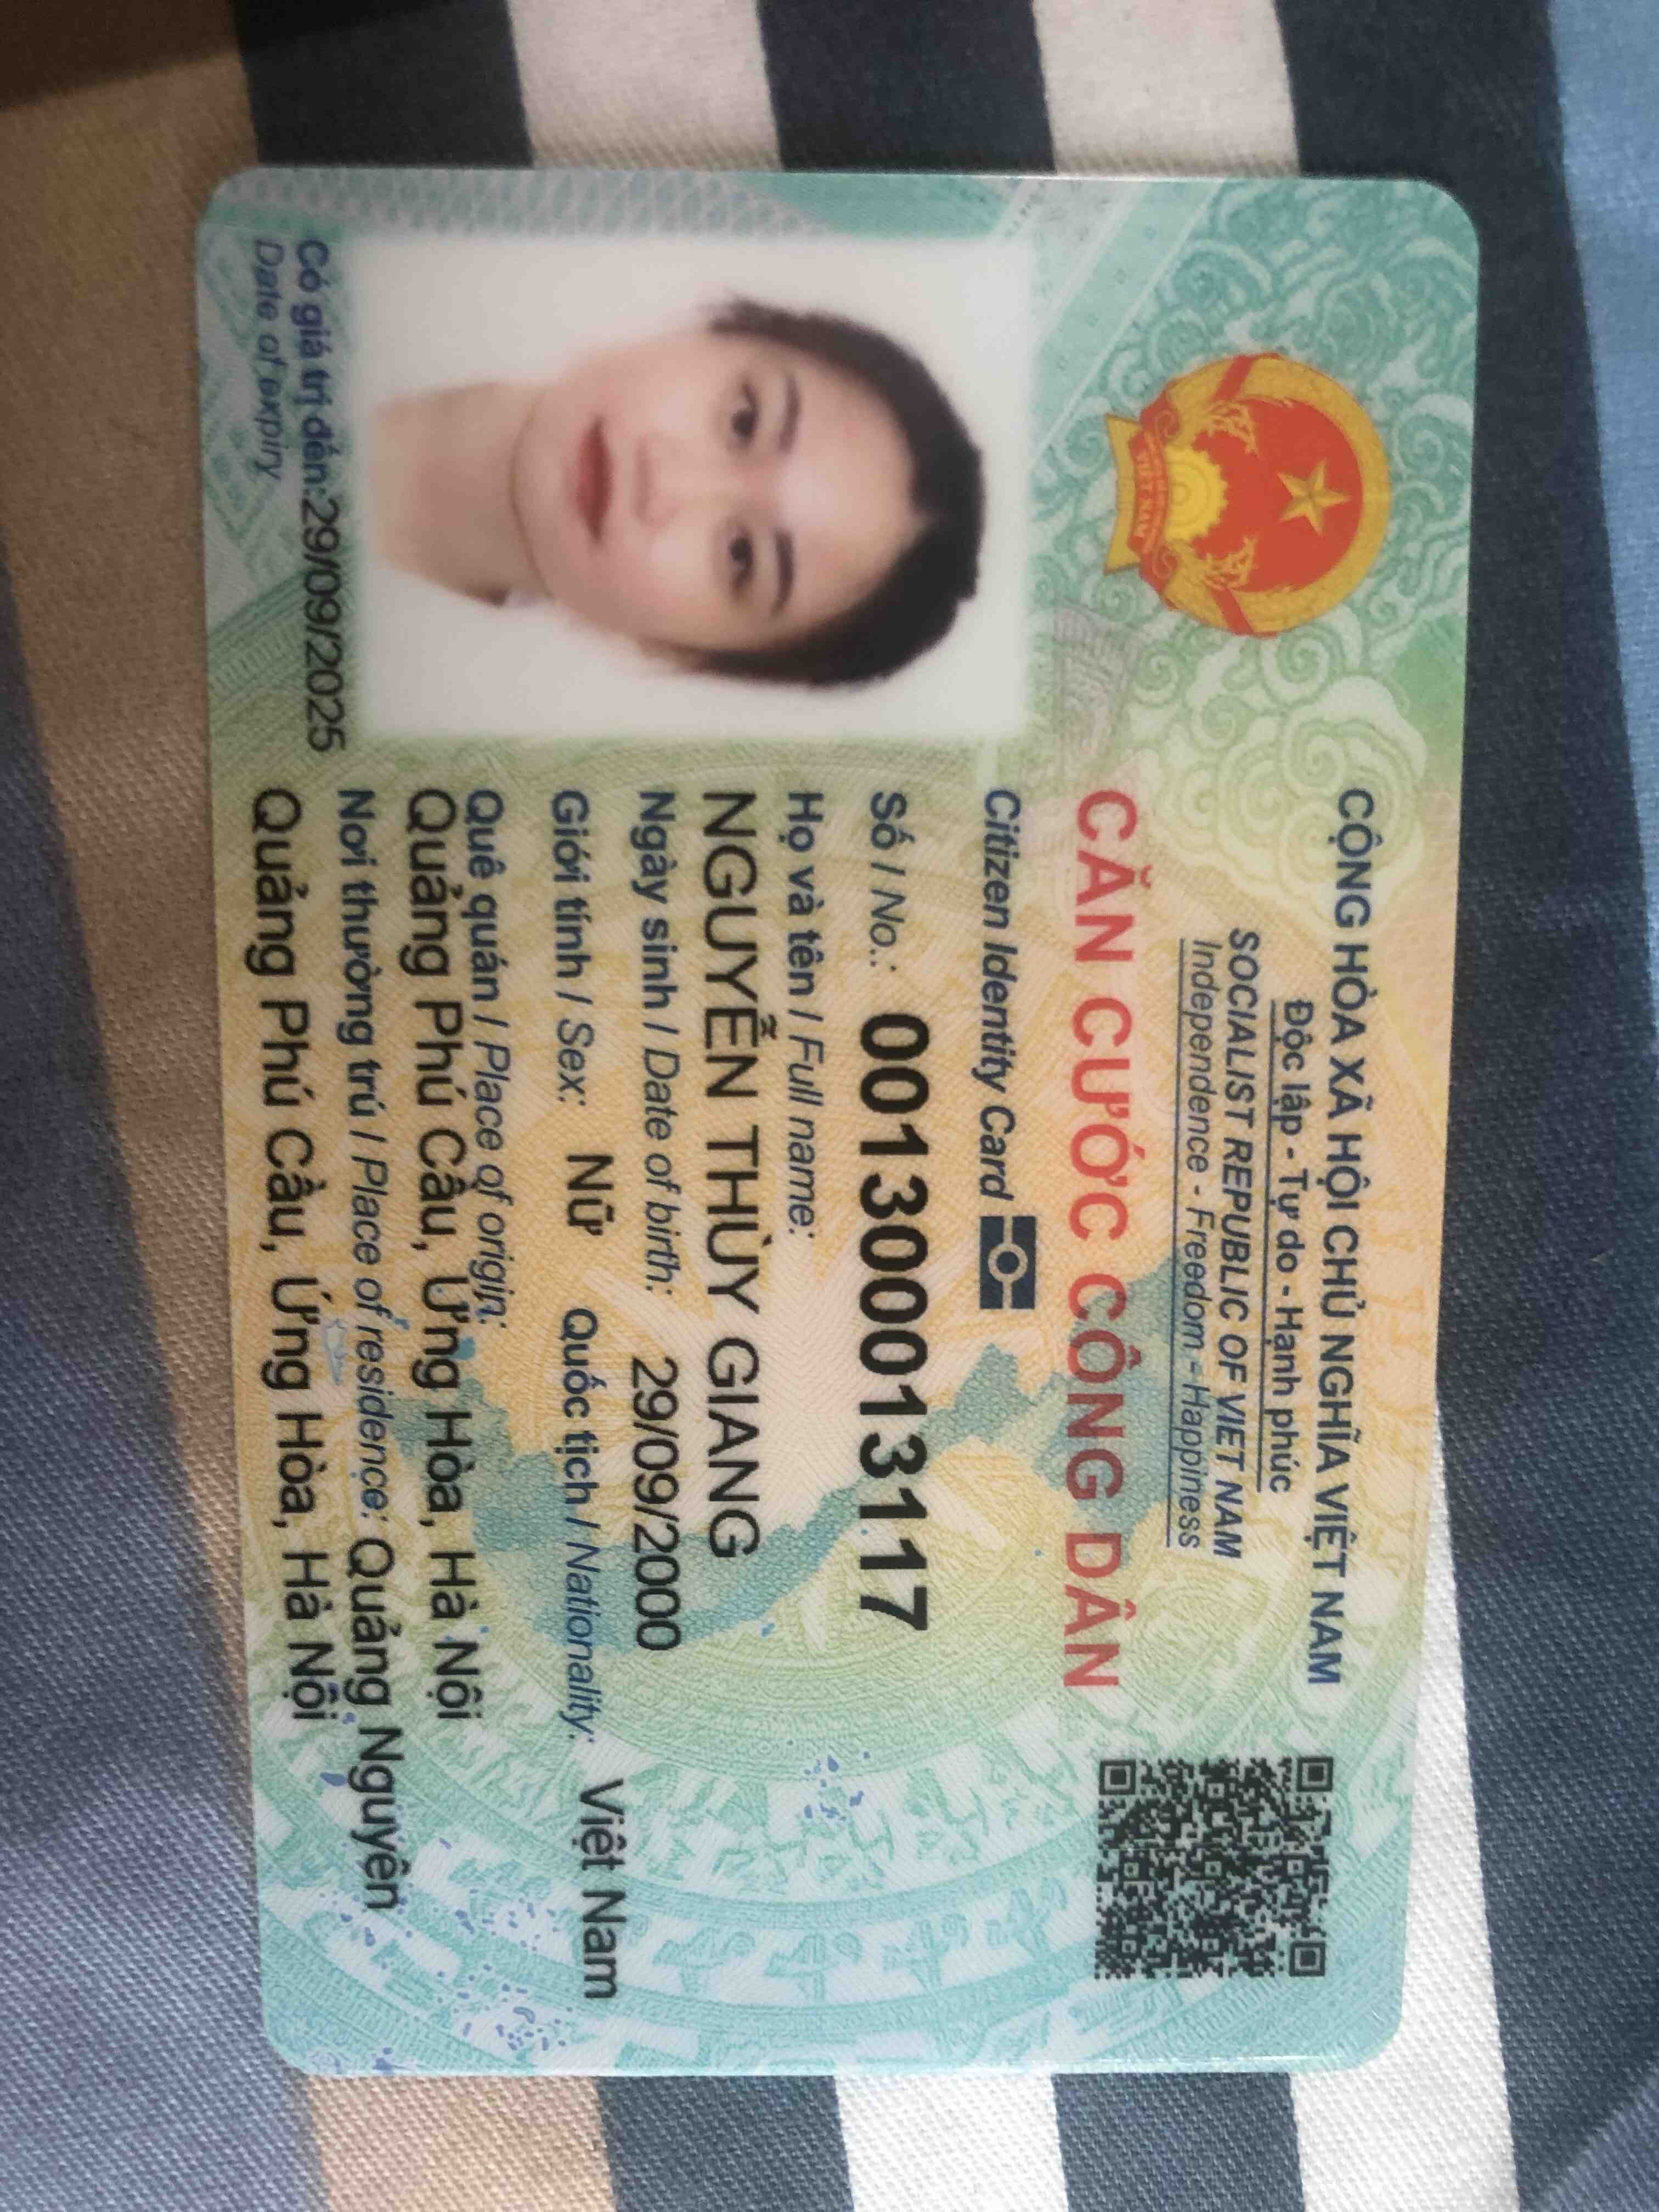 CỘNG HÒA XÃ HỘI CHỦ NGHĨA VIỆT NAM
Độc lập - Tự do - Hạnh phúc
SOCIALIST REPUBLIC OF VIET NAM
Independence - Freedom - Happiness
CĂN CƯỚC CÔNG DÂN
Citizen Identity Card
Số / No.: 001300013117
Họ và tên / Full name:
NGUYỄN THÙY GIANG
Ngày sinh / Date of birth: 29/09/2000
Giới tính / Sex: Nữ Quốc tịch / Nationality: Việt Nam
Quê quán / Place of origin:
Quảng Phú Cầu, Ứng Hòa, Hà Nội
Nơi thường trú / Place of residence: Quảng Nguyên
Quảng Phú Cầu, Ứng Hòa, Hà Nội
Có giá trị đến: 29/09/2025
Date of expiry